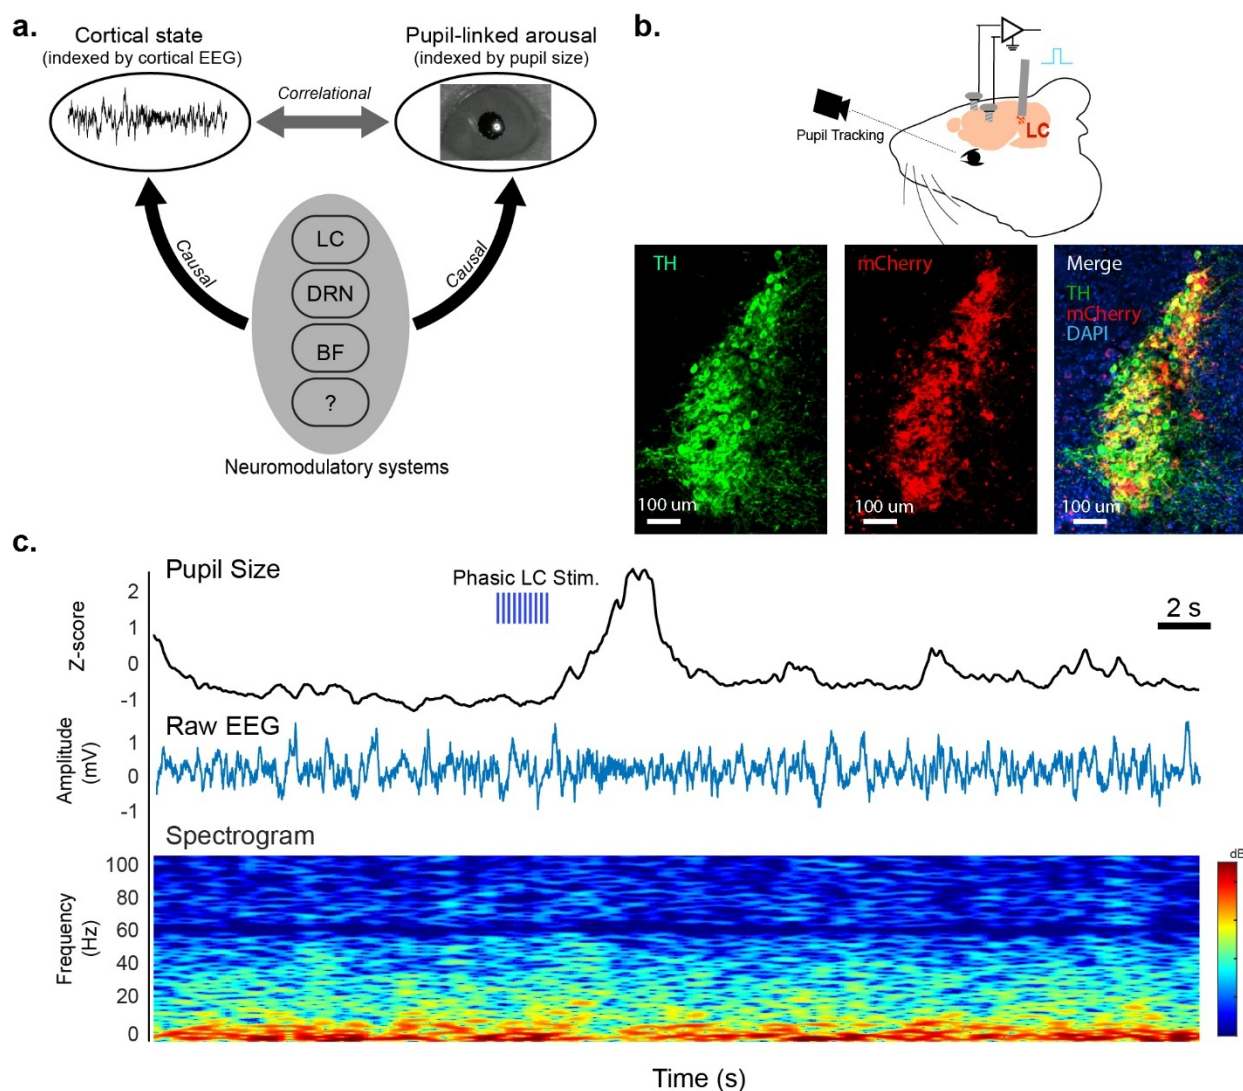 a.
Cortical state
(indexed by cortical EEG)
Pupil-linked arousal
(indexed by pupil size)
Correlational
Causal
Causal
LC
DRN
BF
?
Neuromodulatory systems
b.
Pupil Tracking
LC
TH
100 um
mCherry
100 um
Merge
TH
mCherry
DAPI
100 um
c.
Pupil Size
Phasic LC Stim.
2 s
Z-score
2
1
0
-1
Raw EEG
Amplitude
(mV)
1
0
-1
Spectrogram
Frequency
(Hz)
100
80
60
40
20
0
dB
Time (s)